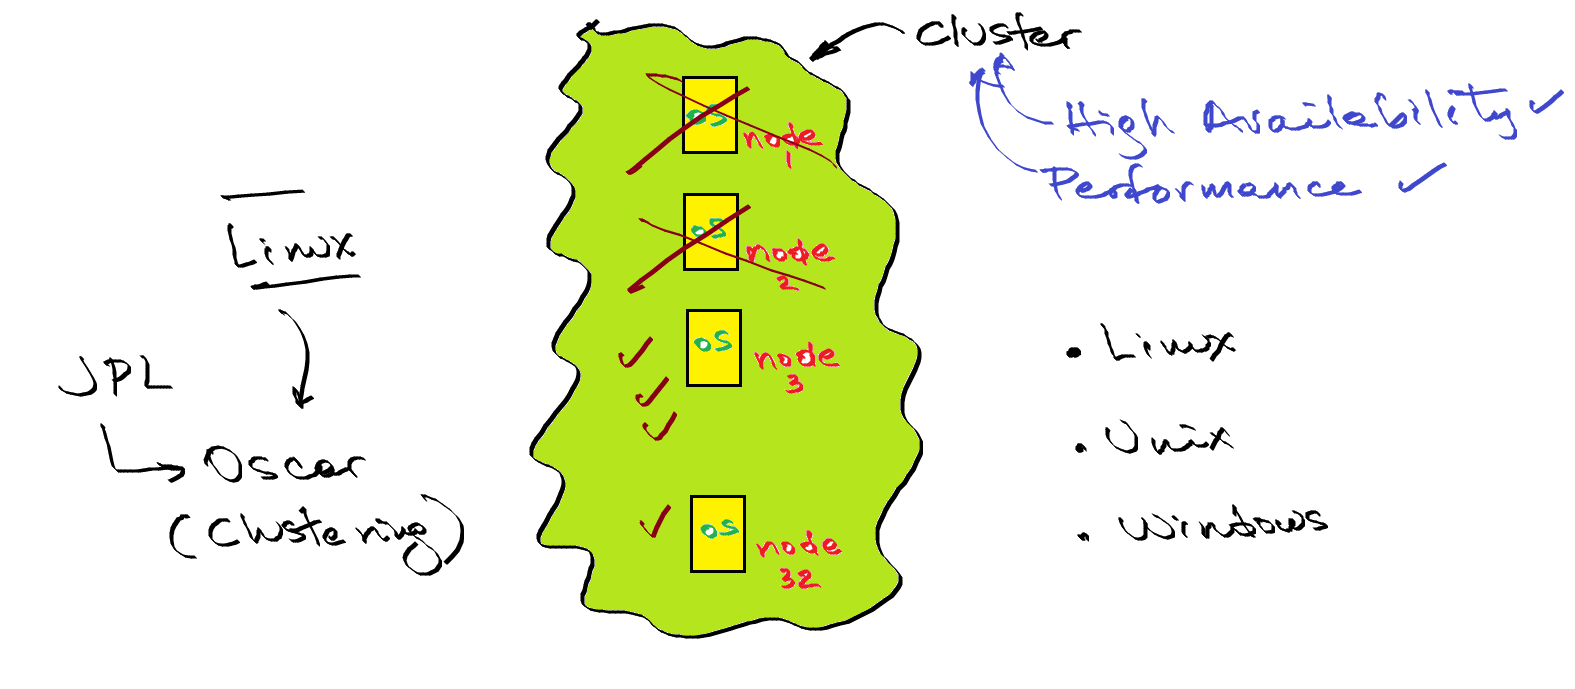 Cluster
High Availability ✓
Performance ✓
OS
node
1
OS
node
2
OS
node
3
OS
node
32
Linux
JPL
Oscar
(Clustering)
• Linux
• Unix
• Windows